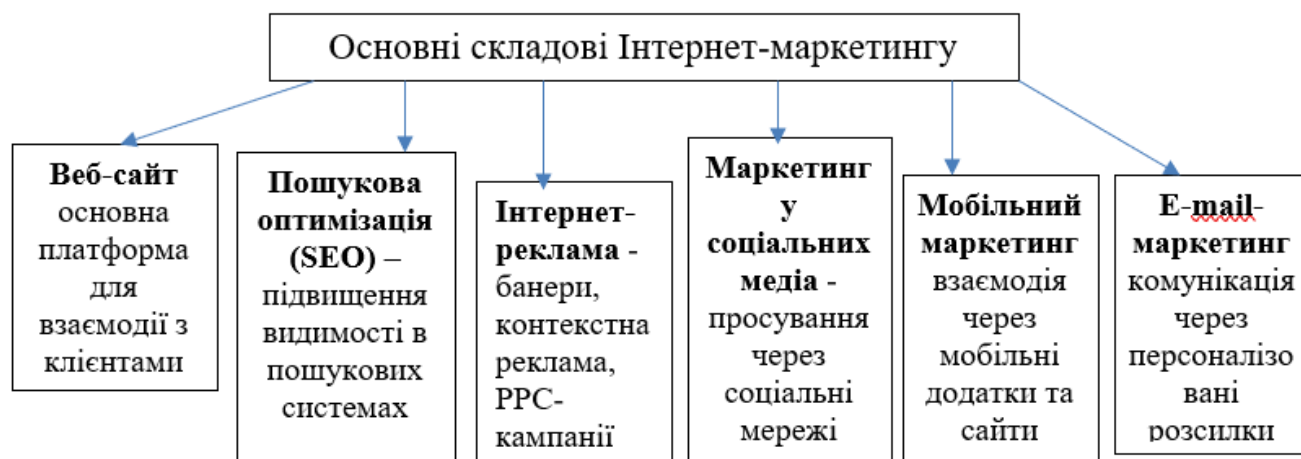 Основні складові Інтернет-маркетингу
Веб-сайт
основна
платформа
для
взаємодії з
клієнтами
Пошукова
оптимізація
(SEO) –
підвищення
видимості в
пошукових
системах
Інтернет-
реклама -
банери,
контекстна
реклама,
PPC-
кампанії
Маркетинг
у
соціальних
медіа -
просування
через
соціальні
мережі
Мобільний
маркетинг
взаємодія
через
мобільні
додатки та
сайти
E-mail-
маркетинг
комунікація
через
персоналізо
вані
розсилки